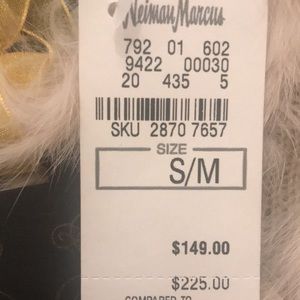 Neiman Marcus
792 01 602
9422 00030
20 435 5
SKU 2870 7657
SIZE
S/M
$149.00
$225.00
COMPARED TO